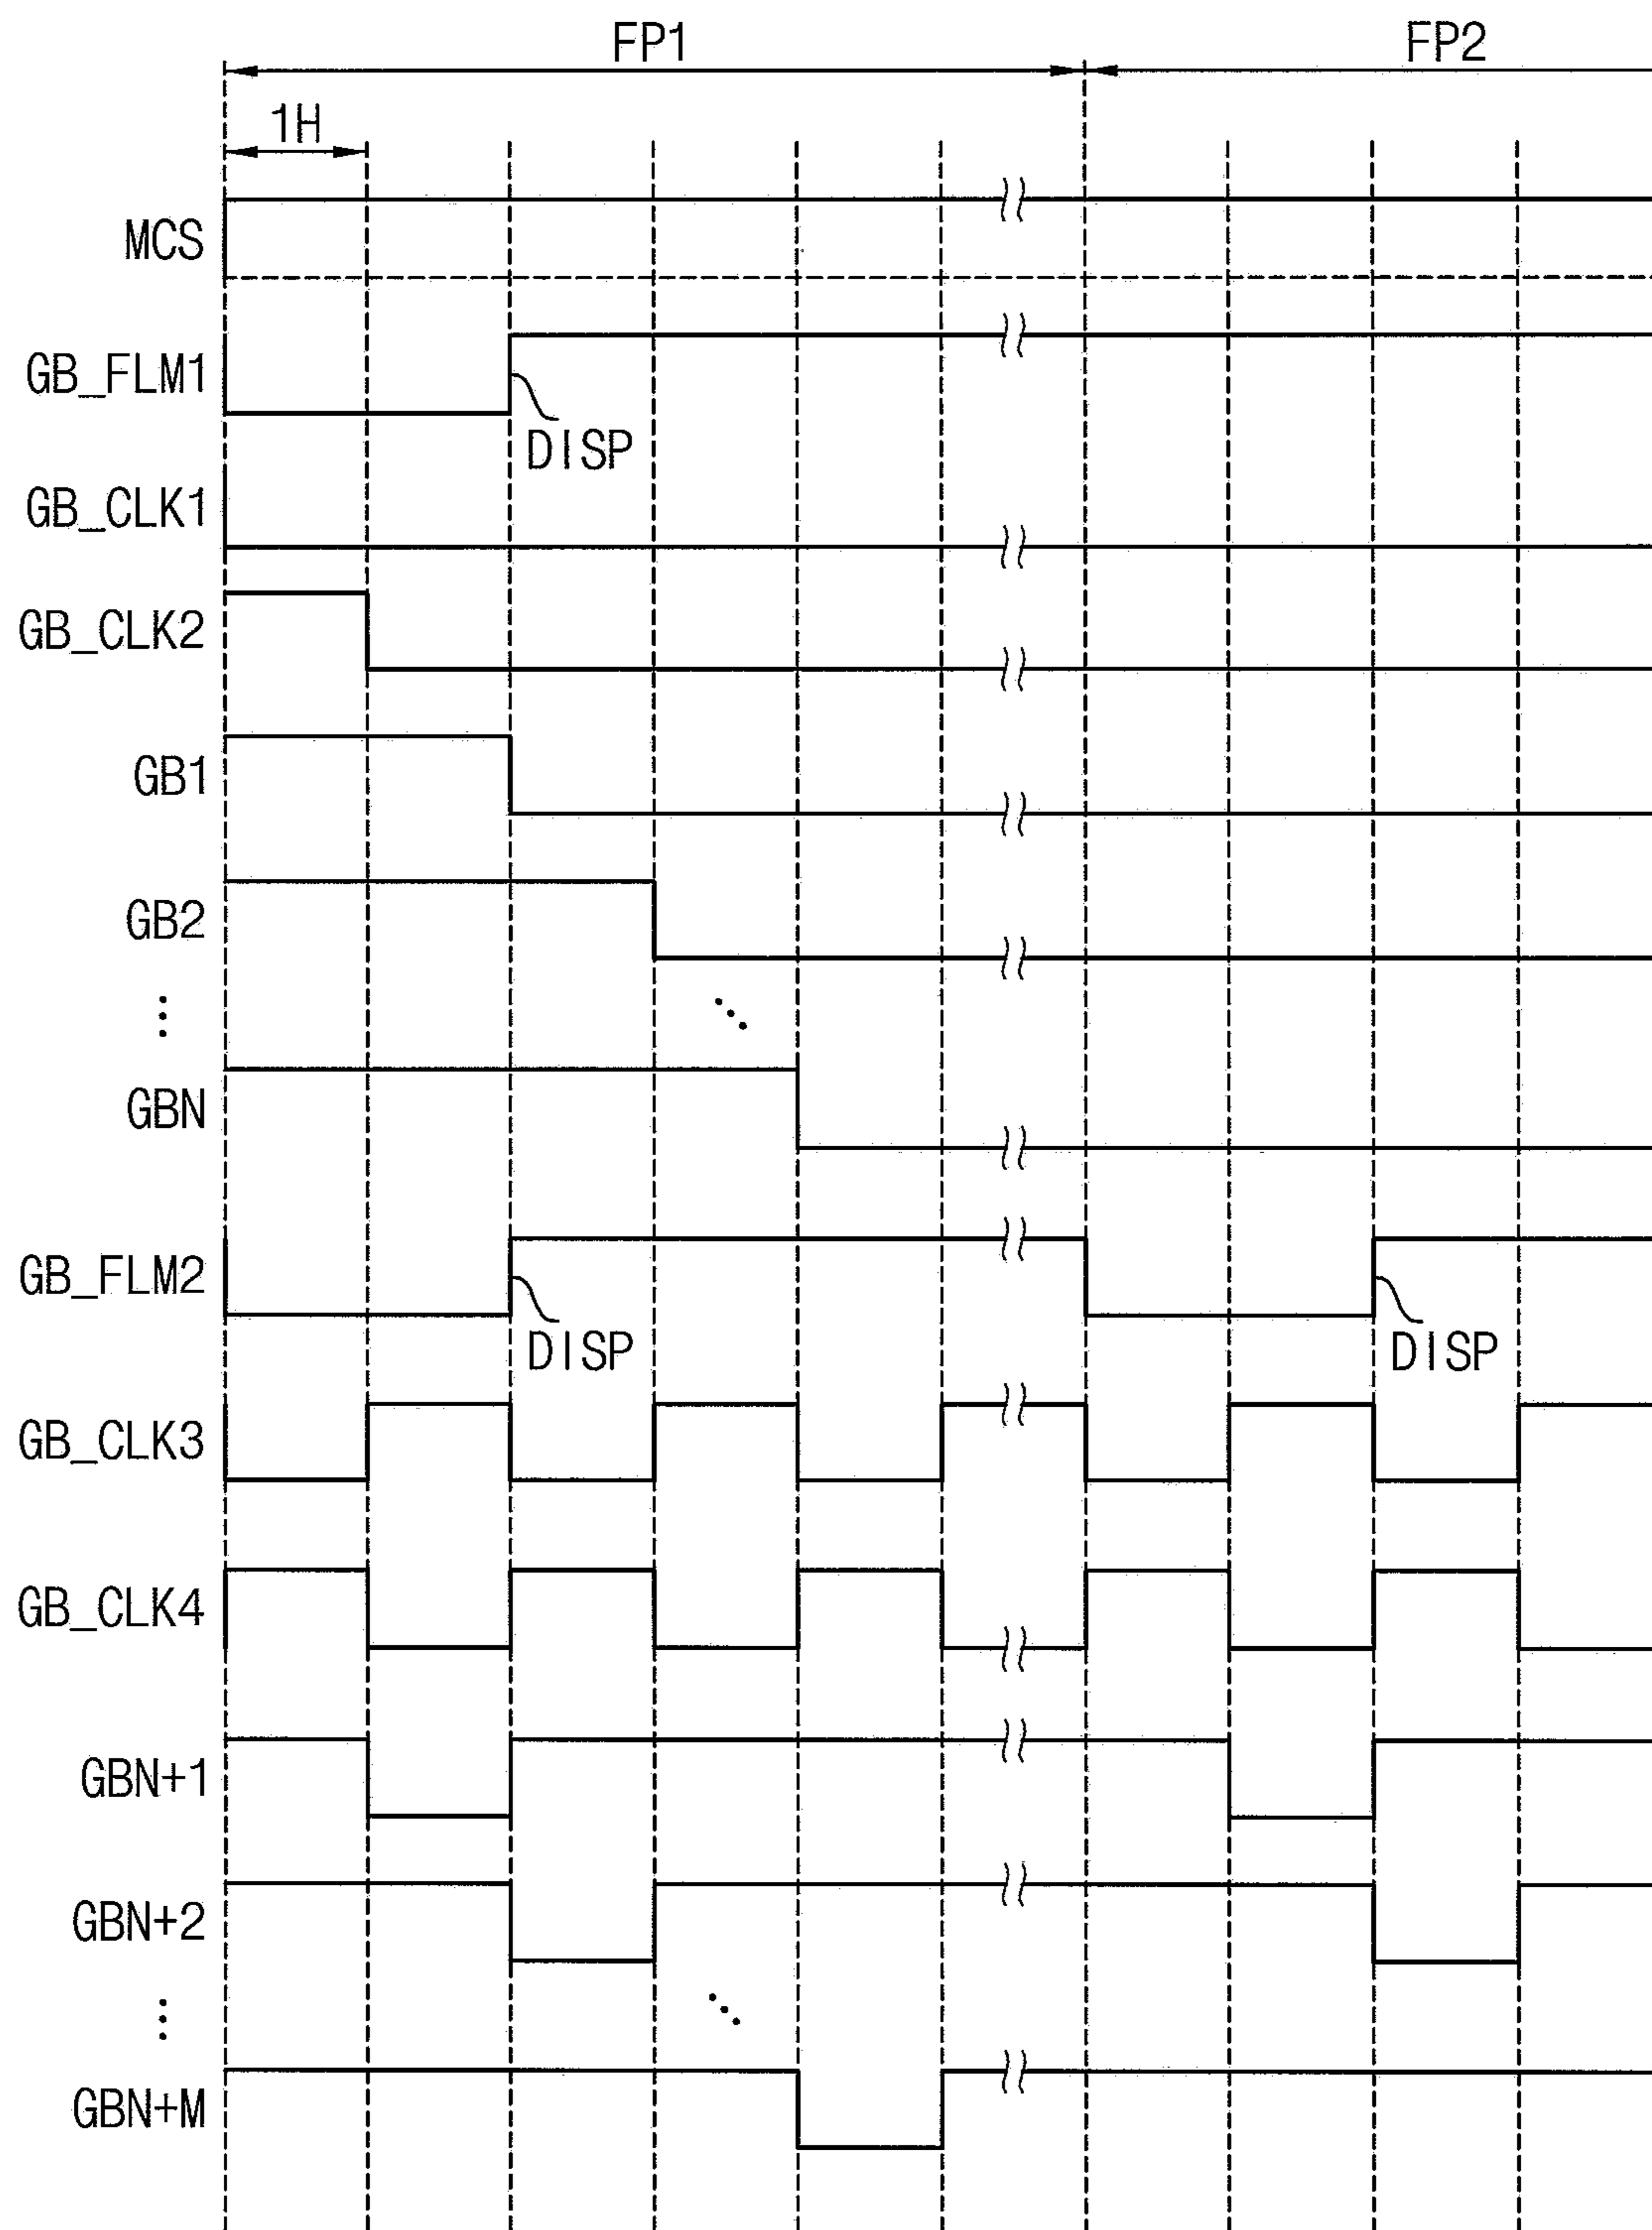 FP1 FP2
1H
MCS
GB_FLM1
DISP
GB_CLK1
GB_CLK2
GB1
GB2
GBN
GB_FLM2
DISP DISP
GB_CLK3
GB_CLK4
GBN+1
GBN+2
GBN+M